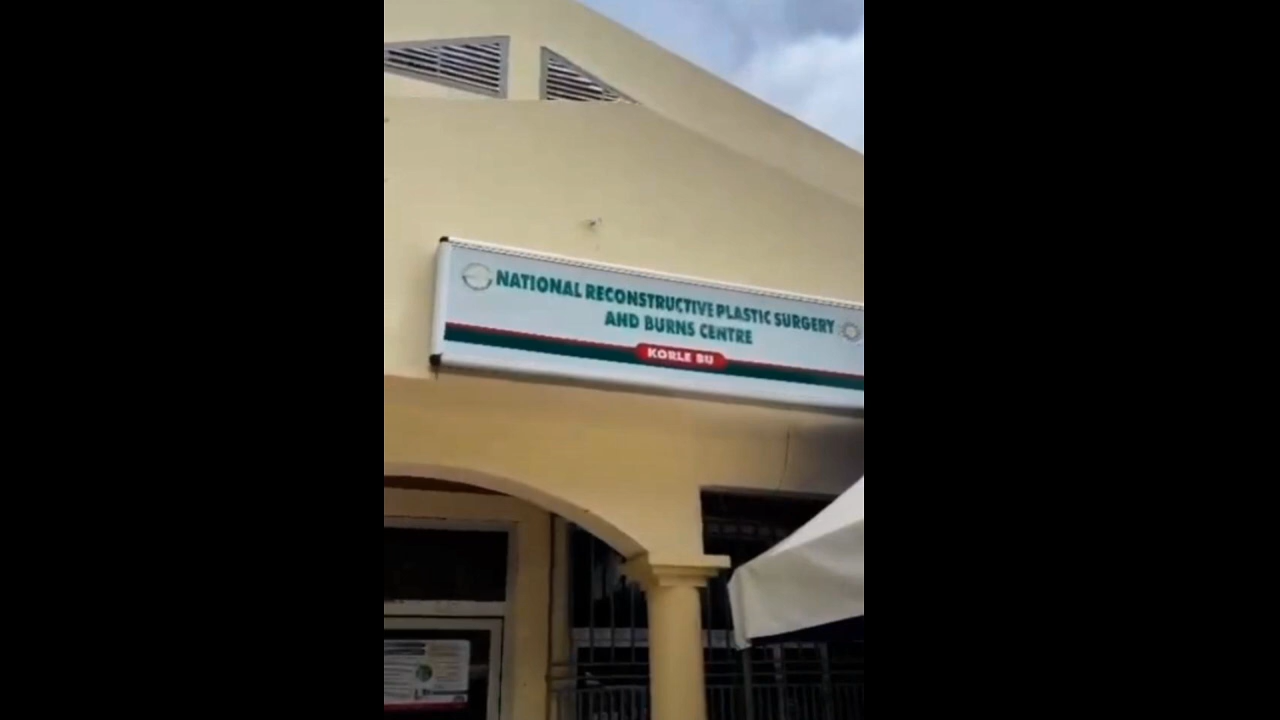 NATIONAL RECONSTRUCTIVE PLASTIC SURGERY
AND BURNS CENTRE
KORLE BU